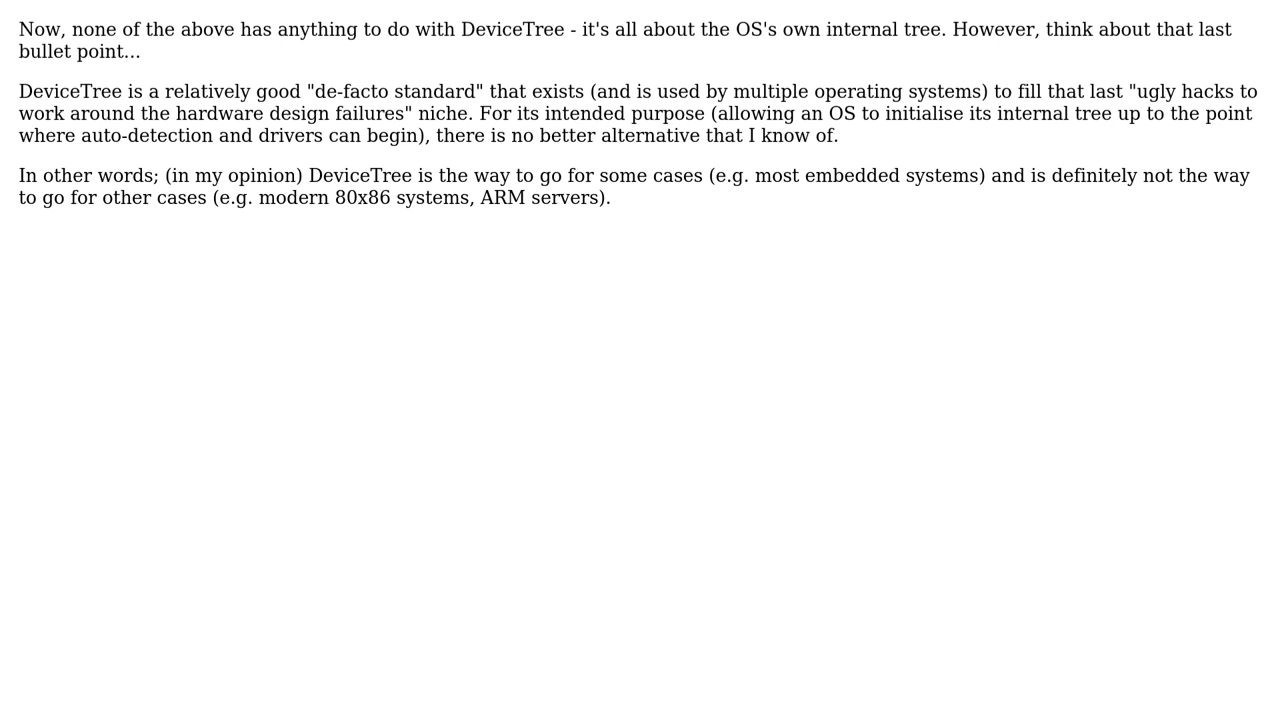 Now, none of the above has anything to do with DeviceTree - it's all about the OS's own internal tree. However, think about that last
bullet point...
DeviceTree is a relatively good "de-facto standard" that exists (and is used by multiple operating systems) to fill that last "ugly hacks to
work around the hardware design failures" niche. For its intended purpose (allowing an OS to initialise its internal tree up to the point
where auto-detection and drivers can begin), there is no better alternative that I know of.
In other words; (in my opinion) DeviceTree is the way to go for some cases (e.g. most embedded systems) and is definitely not the way
to go for other cases (e.g. modern 80x86 systems, ARM servers).